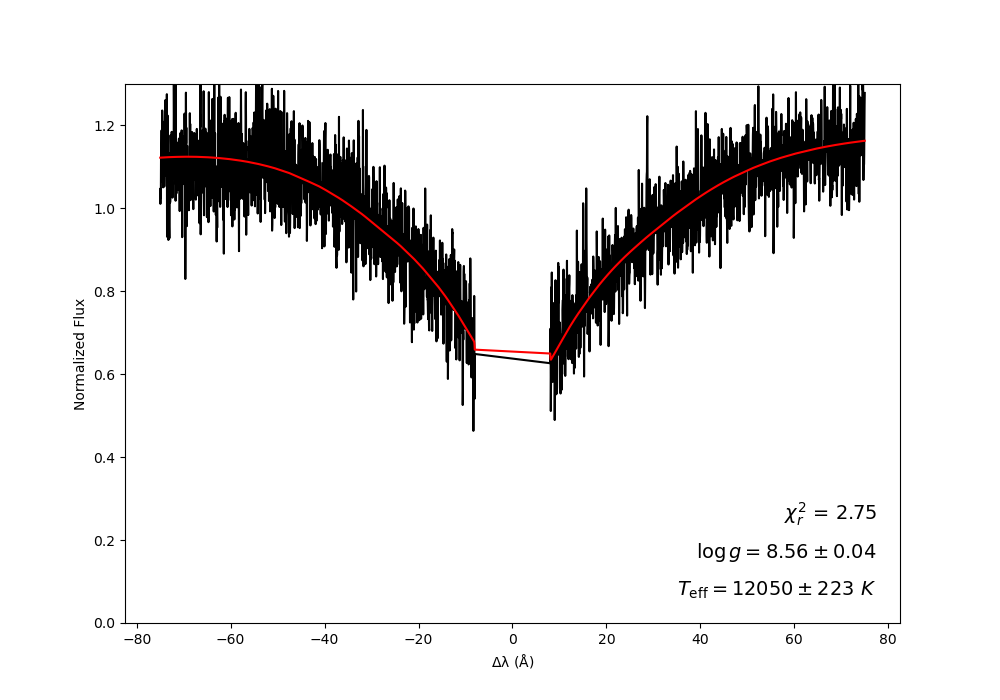 1.2
1.0
0.8
0.6
0.4
0.2
0.0
Normalized Flux
χ²ᵣ = 2.75
log g = 8.56 ± 0.04
T_eff = 12050 ± 223 K
−80 −60 −40 −20 0 20 40 60 80
Δλ (Å)